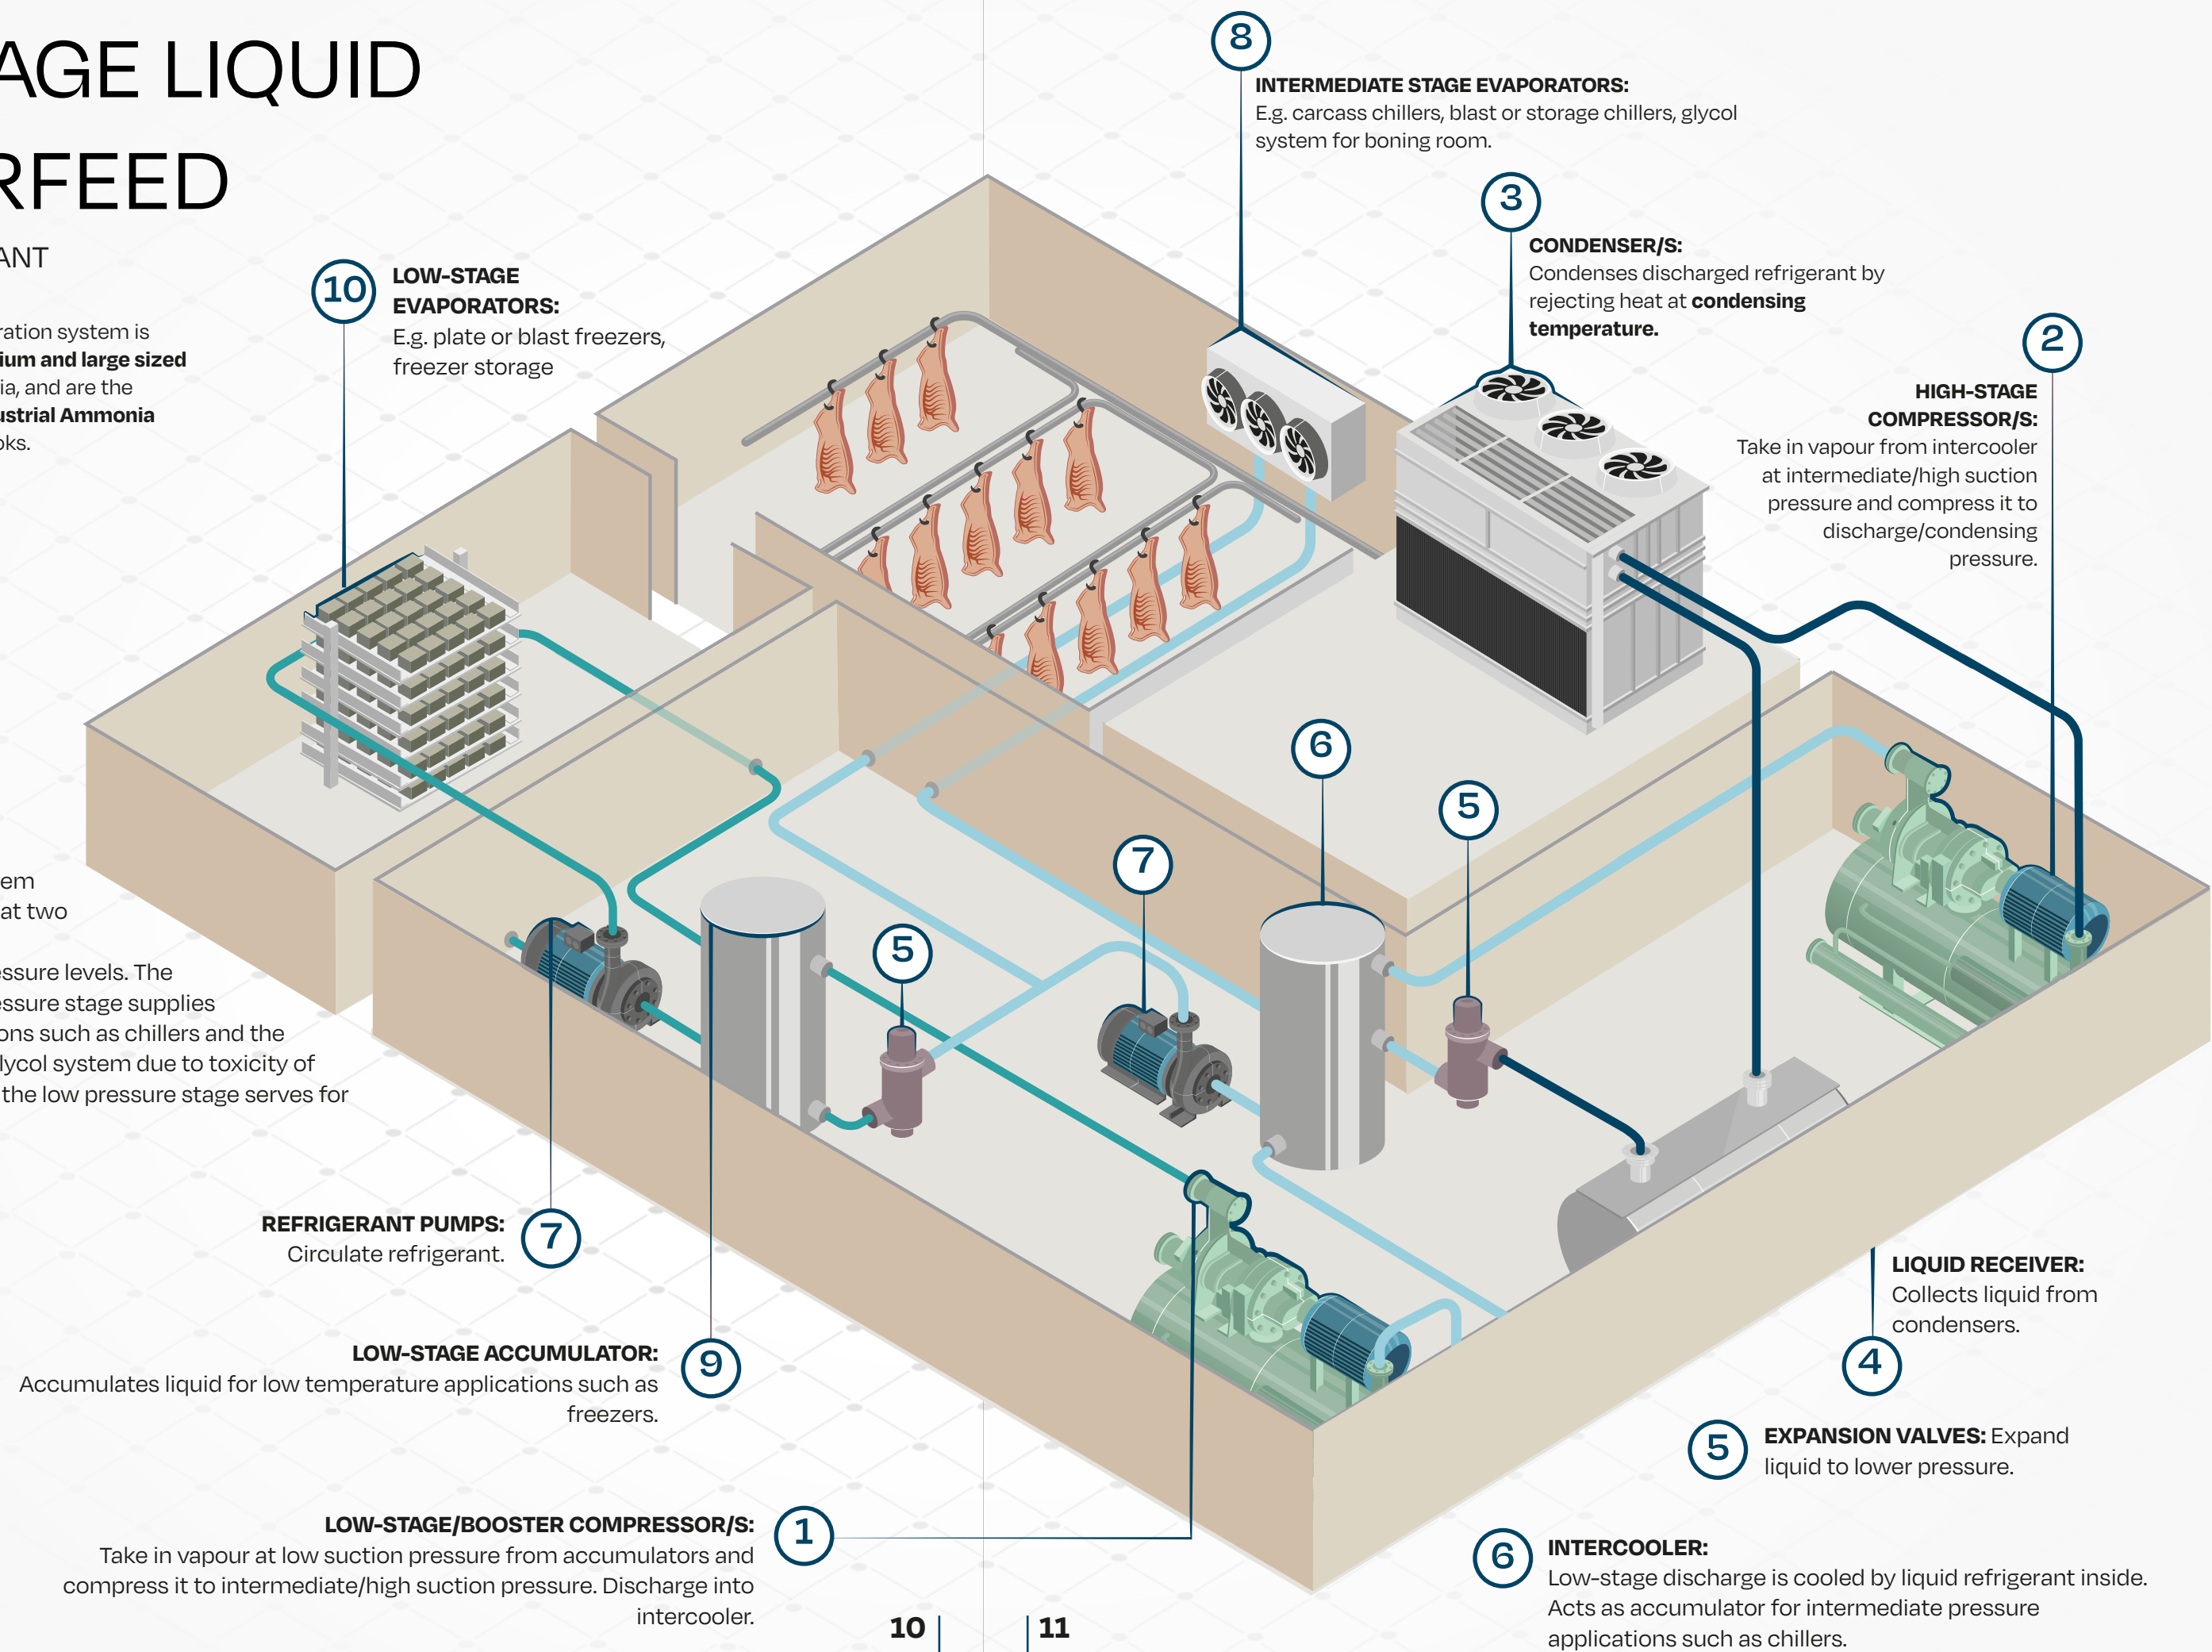 AGE LIQUID
RFEED
ANT
ration system is
ium and large sized
ia, and are the
ustrial Ammonia
oks.
em
at two
essure levels. The
essure stage supplies
ons such as chillers and the
lycol system due to toxicity of
the low pressure stage serves for
10
LOW-STAGE
EVAPORATORS:
E.g. plate or blast freezers,
freezer storage
8
INTERMEDIATE STAGE EVAPORATORS:
E.g. carcass chillers, blast or storage chillers, glycol
system for boning room.
3
CONDENSER/S:
Condenses discharged refrigerant by
rejecting heat at condensing
temperature.
2
HIGH-STAGE
COMPRESSOR/S:
Take in vapour from intercooler
at intermediate/high suction
pressure and compress it to
discharge/condensing
pressure.
6
5
7
5
REFRIGERANT PUMPS:
Circulate refrigerant.
7
LOW-STAGE ACCUMULATOR:
Accumulates liquid for low temperature applications such as
freezers.
9
LOW-STAGE/BOOSTER COMPRESSOR/S:
Take in vapour at low suction pressure from accumulators and
compress it to intermediate/high suction pressure. Discharge into
intercooler.
1
LIQUID RECEIVER:
Collects liquid from
condensers.
4
5
EXPANSION VALVES: Expand
liquid to lower pressure.
6
INTERCOOLER:
Low-stage discharge is cooled by liquid refrigerant inside.
Acts as accumulator for intermediate pressure
applications such as chillers.
10
11